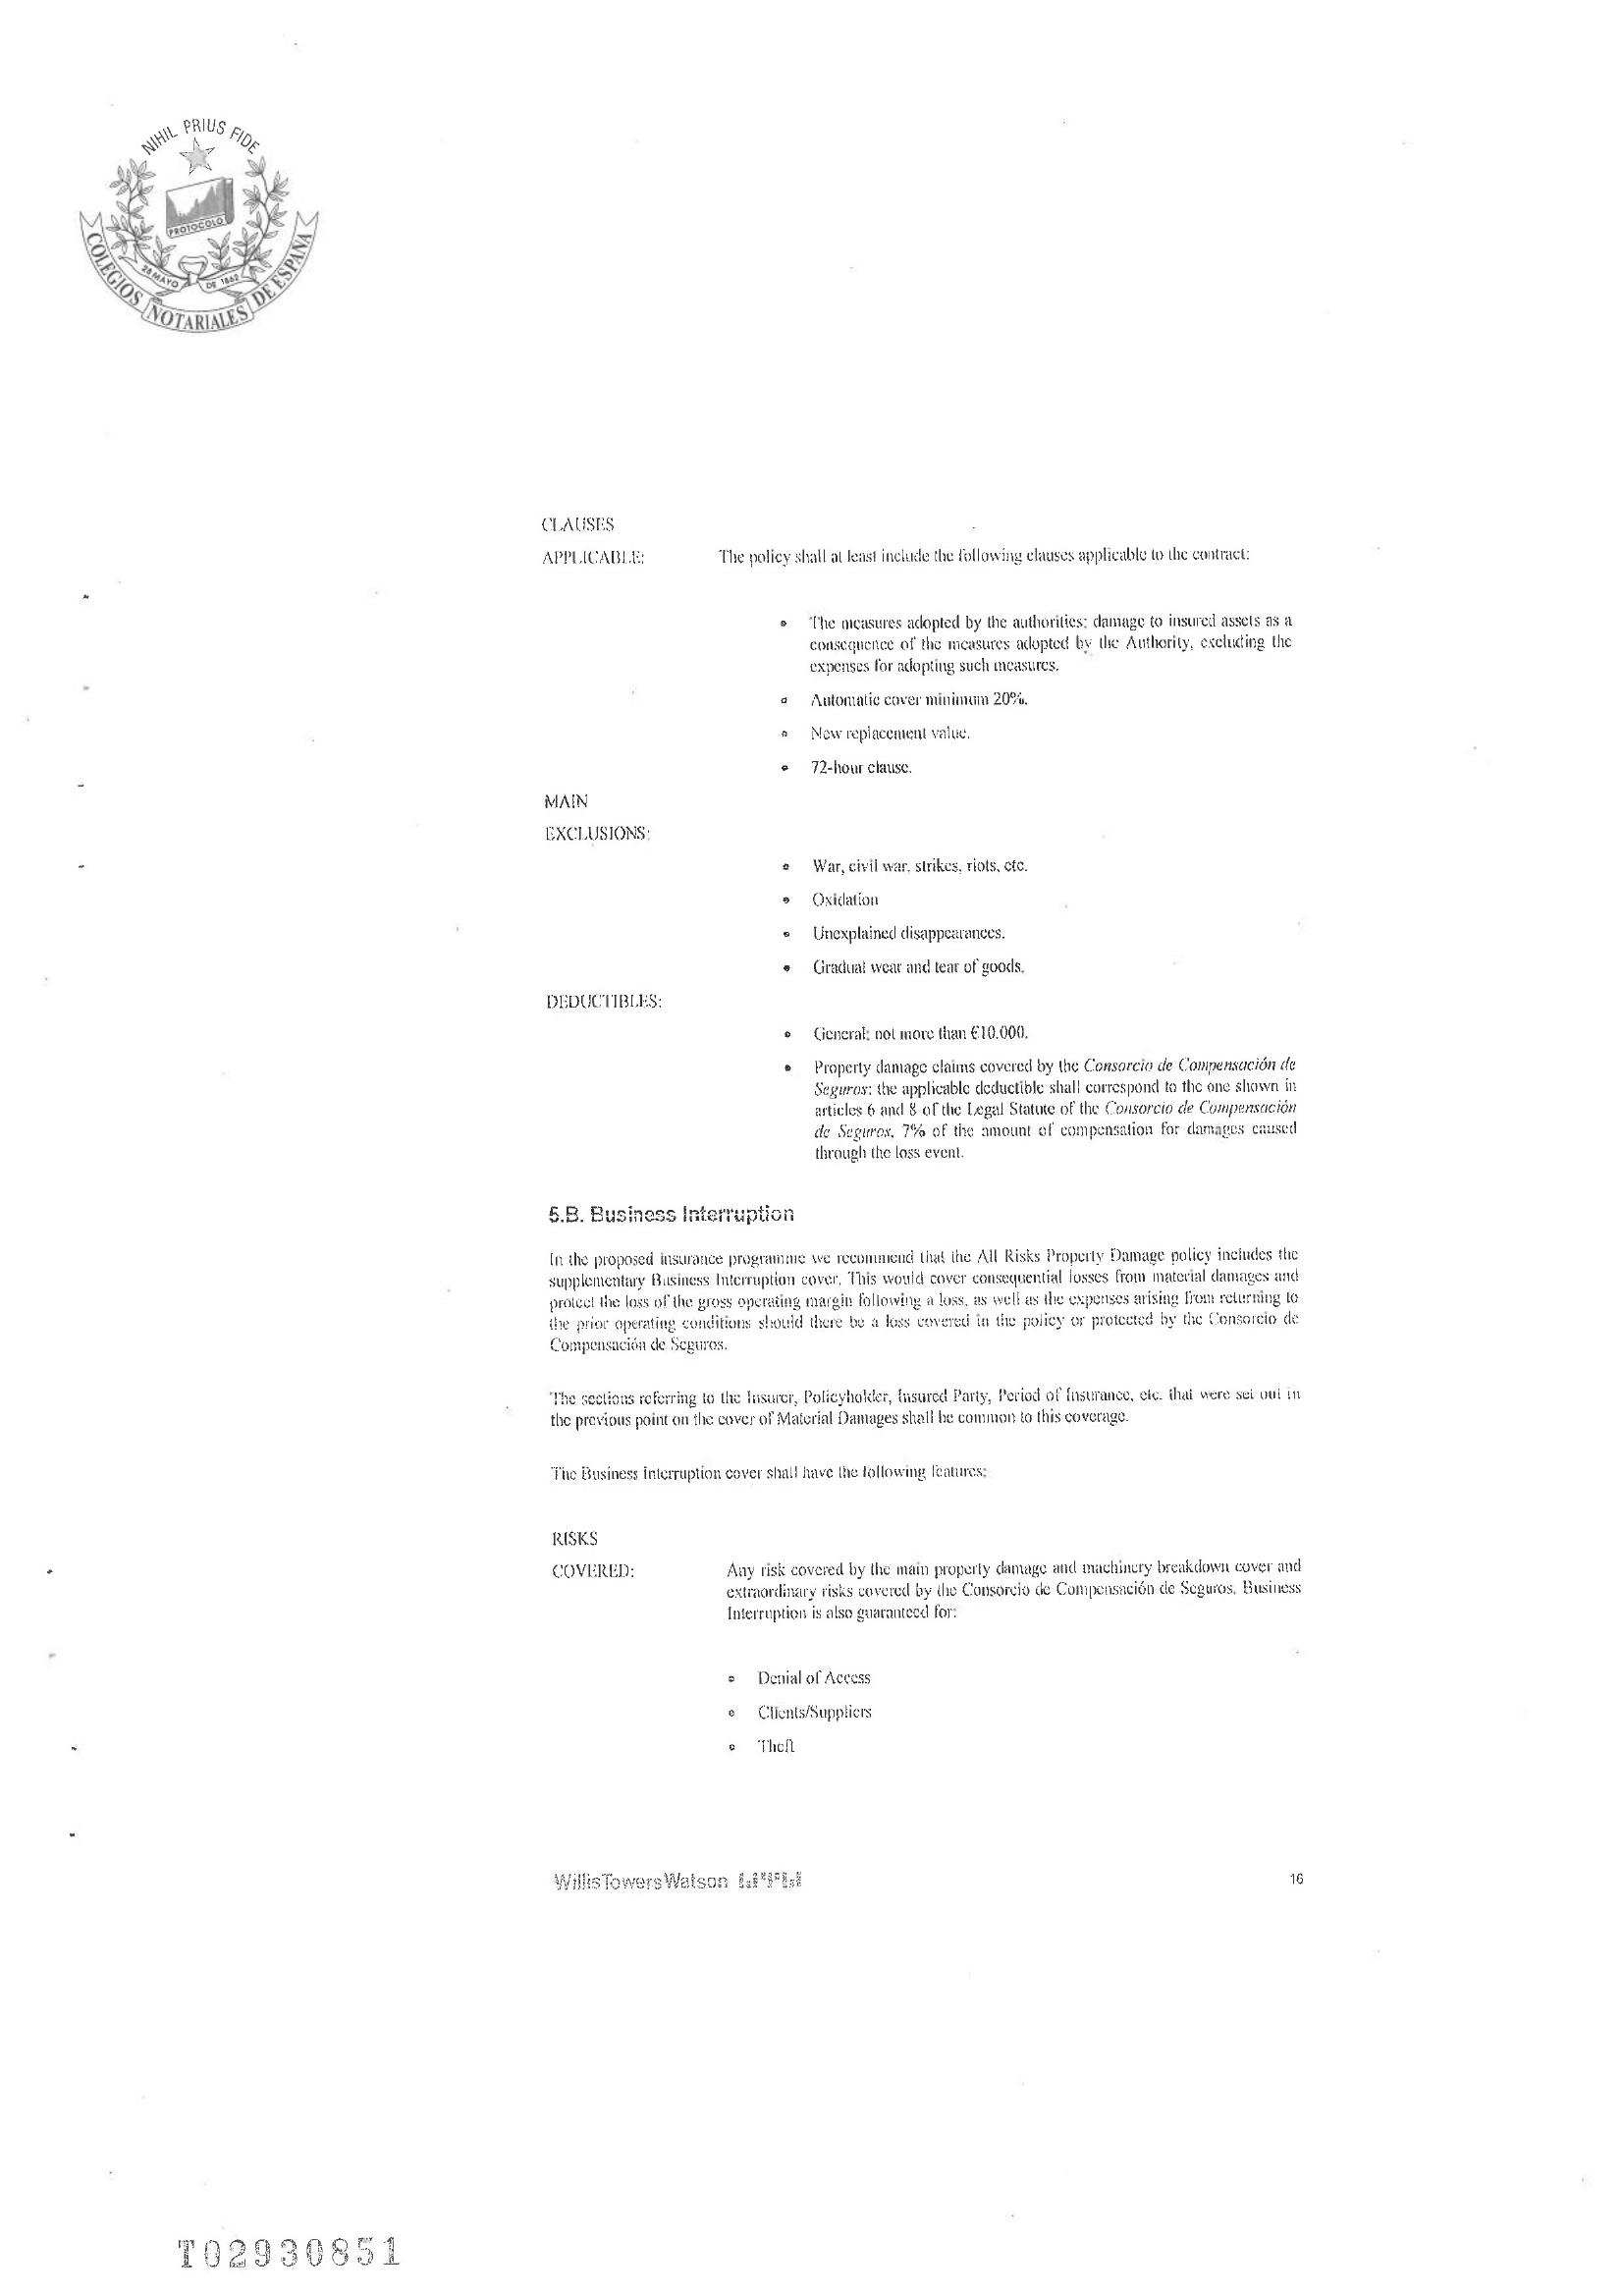 NIHIL PRIUS FIDE
PROTOCOLO
28 MAYO DE 1862
COLEGIOS NOTARIALES DE ESPAÑA
CLAUSES
APPLICABLE: The policy shall at least include the following clauses applicable to the contract:
• The measures adopted by the authorities; damage to insured assets as a
consequence of the measures adopted by the Authority, excluding the
expenses for adopting such measures.
• Automatic cover minimum 20%.
• New replacement value.
• 72-hour clause.
MAIN
EXCLUSIONS:
• War, civil war, strikes, riots, etc.
• Oxidation
• Unexplained disappearances.
• Gradual wear and tear of goods.
DEDUCTIBLES:
• General: not more than €10.000.
• Property damage claims covered by the Consorcio de Compensación de
Seguros: the applicable deductible shall correspond to the one shown in
articles 6 and 8 of the Legal Statute of the Consorcio de Compensación
de Seguros, 7% of the amount of compensation for damages caused
through the loss event.
5.B. Business Interruption
In the proposed insurance programme we recommend that the All Risks Property Damage policy includes the
supplementary Business Interruption cover. This would cover consequential losses from material damages and
protect the loss of the gross operating margin following a loss, as well as the expenses arising from returning to
the prior operating conditions should there be a loss covered in the policy or protected by the Consorcio de
Compensación de Seguros.
The sections referring to the Insurer, Policyholder, Insured Party, Period of Insurance, etc. that were set out in
the previous point on the cover of Material Damages shall be common to this coverage.
The Business Interruption cover shall have the following features:
RISKS
COVERED: Any risk covered by the main property damage and machinery breakdown cover and
extraordinary risks covered by the Consorcio de Compensación de Seguros. Business
Interruption is also guaranteed for:
• Denial of Access
• Clients/Suppliers
• Theft
WillisTowersWatson
16
T02930851